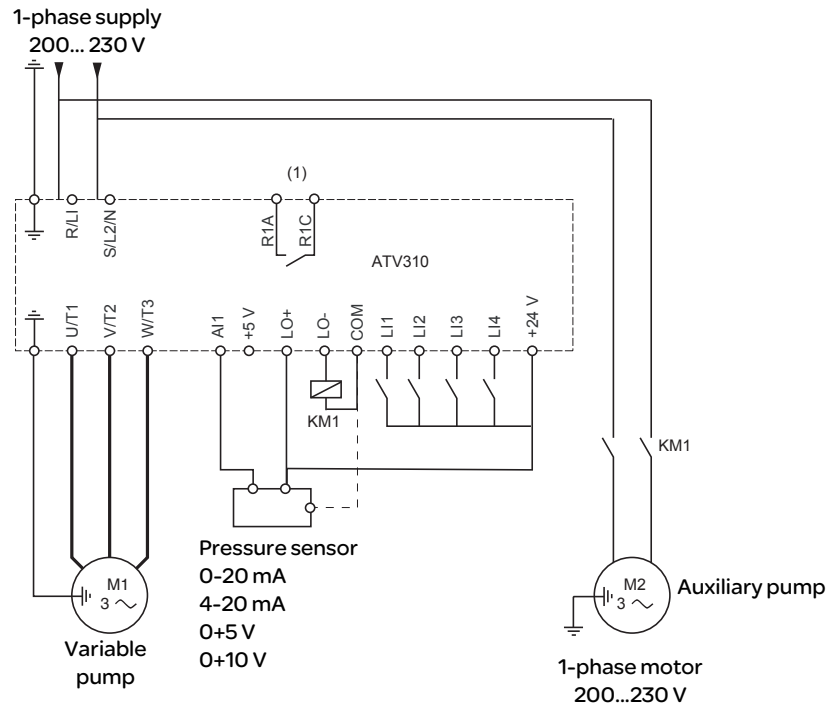 1-phase supply
200... 230 V
(1)
R/LI
S/L2/N
R1A
R1C
ATV310
U/T1
V/T2
W/T3
AI1
+5 V
LO+
LO-
COM
LI1
LI2
LI3
LI4
+24 V
KM1
KM1
Pressure sensor
0-20 mA
4-20 mA
0+5 V
0+10 V
M1
3
Variable
pump
M2
3
Auxiliary pump
1-phase motor
200...230 V